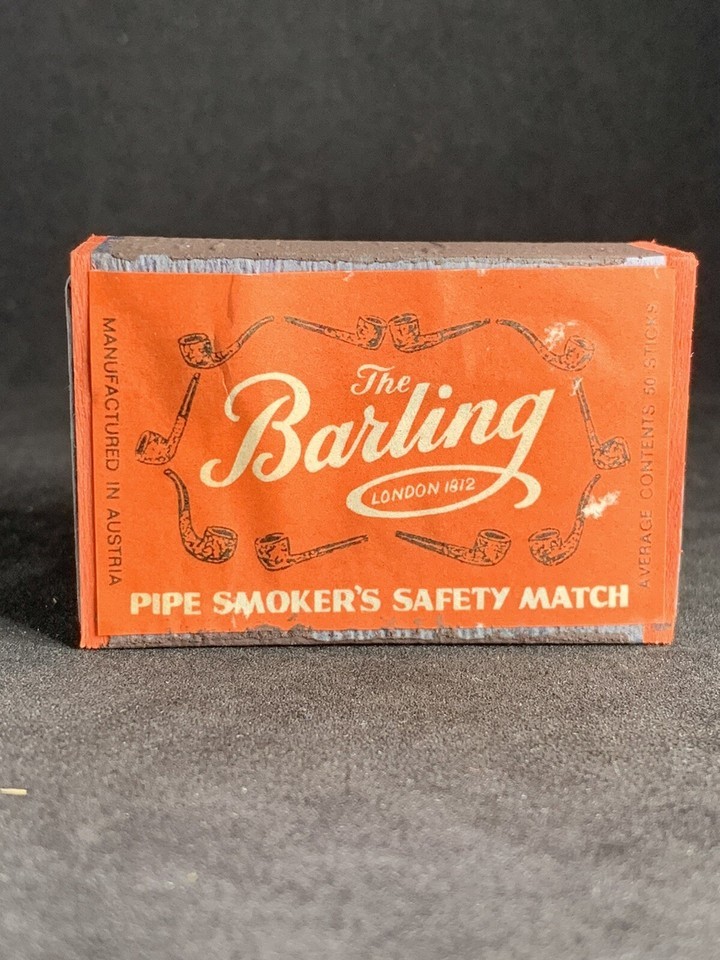 MANUFACTURED IN AUSTRIA
The
Barling
LONDON 1812
AVERAGE CONTENTS 50 STICKS
PIPE SMOKER'S SAFETY MATCH